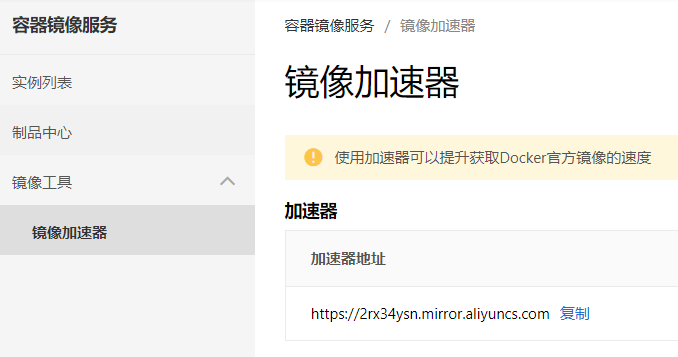 容器镜像服务
实例列表
制品中心
镜像工具
镜像加速器
容器镜像服务 / 镜像加速器
镜像加速器
使用加速器可以提升获取Docker官方镜像的速度
加速器
加速器地址
https://2rx34ysn.mirror.aliyuncs.com 复制